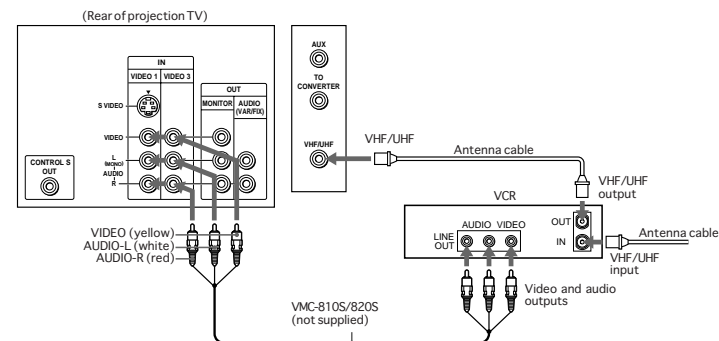 (Rear of projection TV)
IN
VIDEO 1 VIDEO 3
OUT
MONITOR AUDIO (VAR/FIX)
S VIDEO
VIDEO
L
(MONO)
AUDIO
R
CONTROL S
OUT
AUX
TO
CONVERTER
VHF/UHF
VHF/UHF
Antenna cable
VHF/UHF
output
VCR
AUDIO VIDEO
LINE
OUT
OUT
IN
Antenna cable
VHF/UHF
input
VIDEO (yellow)
AUDIO-L (white)
AUDIO-R (red)
Video and audio
outputs
VMC-810S/820S
(not supplied)